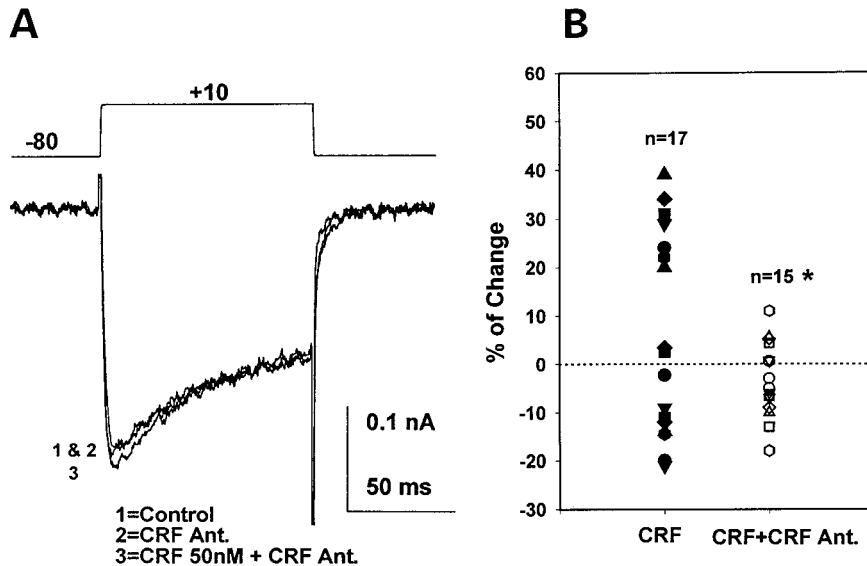 A
+10
-80
1 & 2
3
0.1 nA
50 ms
1=Control
2=CRF Ant.
3=CRF 50nM + CRF Ant.
B
% of Change
60
50
40
30
20
10
0
-10
-20
-30
n=17
n=15 *
CRF
CRF+CRF Ant.